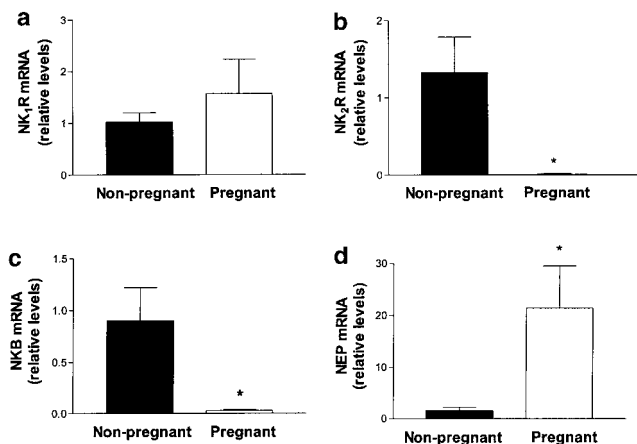 a
NK₁R mRNA
(relative levels)
3
2
1
0
Non-pregnant Pregnant
b
NK₂R mRNA
(relative levels)
2
1
0
*
Non-pregnant Pregnant
c
NKB mRNA
(relative levels)
1.5
1.0
0.5
0.0
*
Non-pregnant Pregnant
d
NEP mRNA
(relative levels)
30
20
10
0
*
Non-pregnant Pregnant